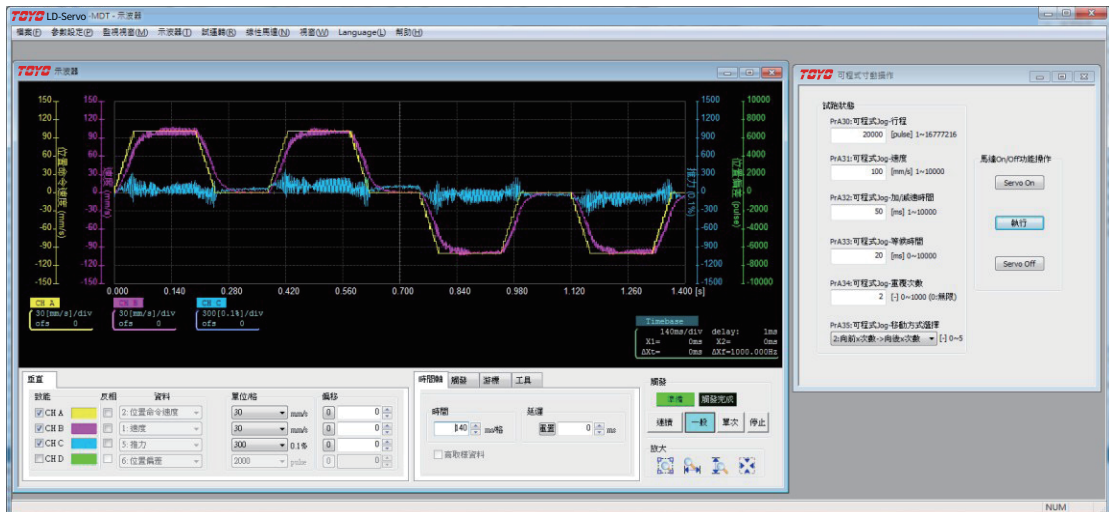 TOYO LD-Servo -MDT - 示波器
檔案(F) 參數設定(P) 監視視窗(M) 示波器(T) 試運轉(R) 線性馬達(N) 視窗(W) Language(L) 幫助(H)
TOYO 示波器
150 150 1500 10000
120 120 1200 8000
90 90 900 6000
60 60 600 4000
30 30 300 2000
0 0 0 0
-30 -30 -300 -2000
-60 -60 -600 -4000
-90 -90 -900 -6000
-120 -120 -1200 -8000
-150 -150 -1500 -10000
位置命令速度 (mm/s)
速度 (mm/s)
推力 (0.1%)
位置偏差 (pulse)
0.000 0.140 0.280 0.420 0.560 0.700 0.840 0.980 1.120 1.260 1.400 [s]
CH A CH B CH C
30[mm/s]/div 30[mm/s]/div 300[0.1%]/div
ofs 0 ofs 0 ofs 0
Timebase
140ms/div delay: 1ms
X1= 0ms X2= 0ms
ΔXt= 0ms ΔXf=1000.000Hz
垂直
致能 反相 資料 單位/格 偏移
CH A 2: 位置命令速度 30 mm/s 0 0
CH B 1: 速度 30 mm/s 0 0
CH C 5: 推力 300 0.1% 0 0
CH D 6: 位置偏差 2000 pulse 0 0
時間軸 觸發 游標 工具
時間 延遲
140 ms/格 重置 0 ms
高取樣資料
觸發
準備 觸發完成
連續 一般 單次 停止
放大
TOYO 可程式寸動操作
試跑狀態
PrA30:可程式Jog-行程
20000 [pulse] 1~16777216
PrA31:可程式Jog-速度
100 [mm/s] 1~10000
PrA32:可程式Jog-加/減速時間
50 [ms] 1~10000
PrA33:可程式Jog-等候時間
20 [ms] 0~10000
PrA34:可程式Jog-重覆次數
2 [-] 0~1000 (0:無限)
PrA35:可程式Jog-移動方式選擇
2:向前x次數->向後x次數 [-] 0~5
馬達On/Off功能操作
Servo On
執行
Servo Off
NUM